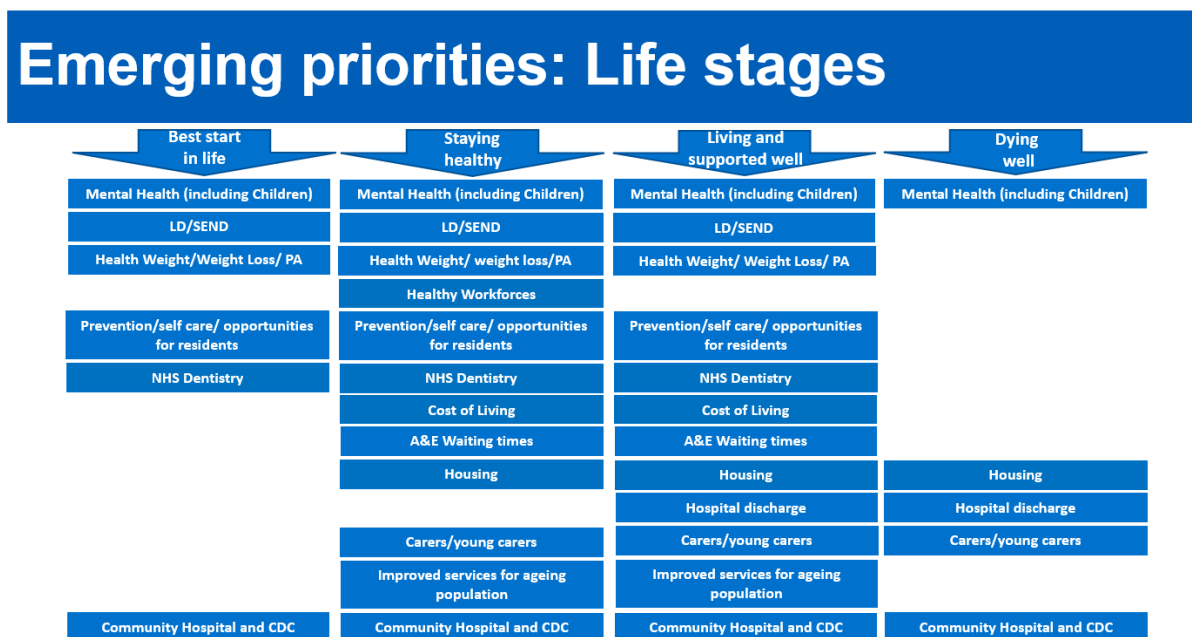 Emerging priorities: Life stages
Best start
in life
Mental Health (including Children)
LD/SEND
Health Weight/Weight Loss/ PA
Prevention/self care/ opportunities
for residents
NHS Dentistry
Community Hospital and CDC
Staying
healthy
Mental Health (including Children)
LD/SEND
Health Weight/ weight loss/PA
Healthy Workforces
Prevention/self care/ opportunities
for residents
NHS Dentistry
Cost of Living
A&E Waiting times
Housing
Carers/young carers
Improved services for ageing
population
Community Hospital and CDC
Living and
supported well
Mental Health (including Children)
LD/SEND
Health Weight/ Weight Loss/ PA
Prevention/self care/ opportunities
for residents
NHS Dentistry
Cost of Living
A&E Waiting times
Housing
Hospital discharge
Carers/young carers
Improved services for ageing
population
Community Hospital and CDC
Dying
well
Mental Health (including Children)
Housing
Hospital discharge
Carers/young carers
Community Hospital and CDC